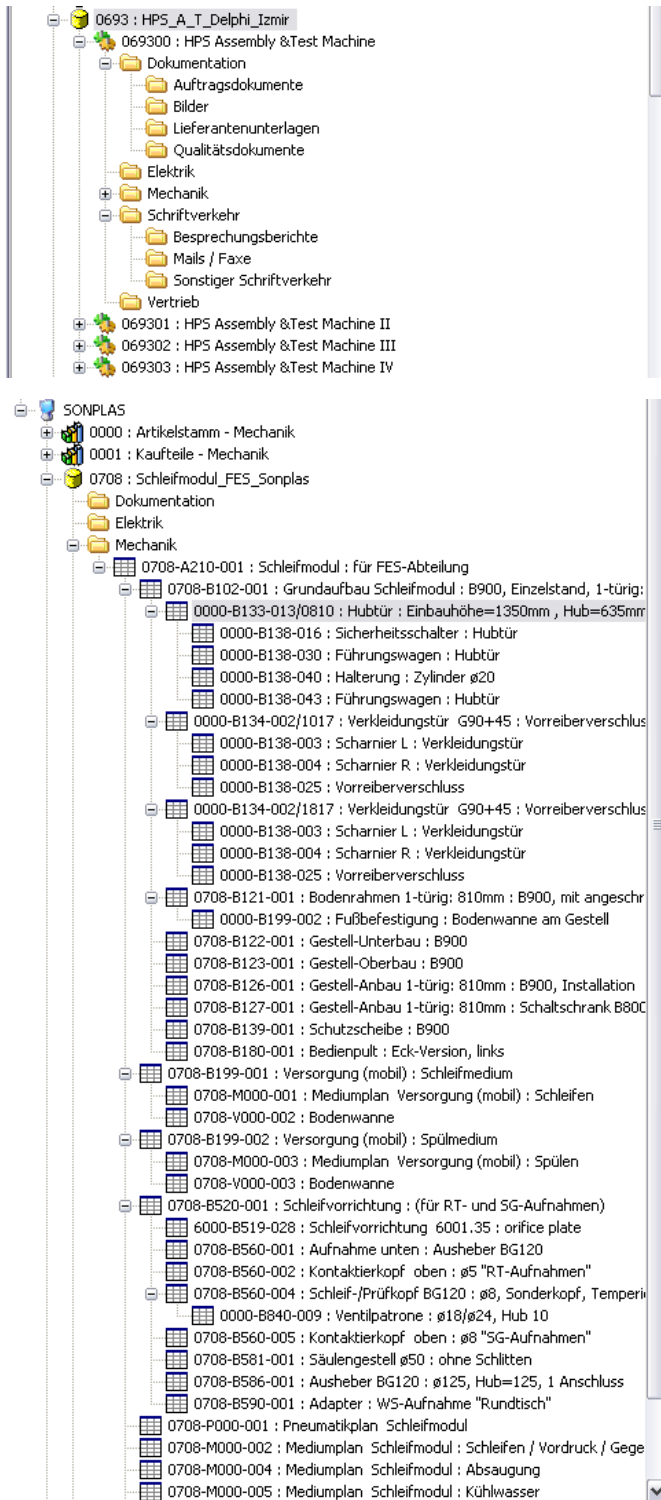 0693 : HPS_A_T_Delphi_Izmir
069300 : HPS Assembly &Test Machine
Dokumentation
Auftragsdokumente
Bilder
Lieferantenunterlagen
Qualitätsdokumente
Elektrik
Mechanik
Schriftverkehr
Besprechungsberichte
Mails / Faxe
Sonstiger Schriftverkehr
Vertrieb
069301 : HPS Assembly &Test Machine II
069302 : HPS Assembly &Test Machine III
069303 : HPS Assembly &Test Machine IV
SONPLAS
0000 : Artikelstamm - Mechanik
0001 : Kaufteile - Mechanik
0708 : Schleifmodul_FES_Sonplas
Dokumentation
Elektrik
Mechanik
0708-A210-001 : Schleifmodul : für FES-Abteilung
0708-B102-001 : Grundaufbau Schleifmodul : B900, Einzelstand, 1-türig:
0000-B133-013/0810 : Hubtür : Einbauhöhe=1350mm , Hub=635mm
0000-B138-016 : Sicherheitsschalter : Hubtür
0000-B138-030 : Führungswagen : Hubtür
0000-B138-040 : Halterung : Zylinder ø20
0000-B138-043 : Führungswagen : Hubtür
0000-B134-002/1017 : Verkleidungstür G90+45 : Vorreiberverschlus
0000-B138-003 : Scharnier L : Verkleidungstür
0000-B138-004 : Scharnier R : Verkleidungstür
0000-B138-025 : Vorreiberverschluss
0000-B134-002/1817 : Verkleidungstür G90+45 : Vorreiberverschlus
0000-B138-003 : Scharnier L : Verkleidungstür
0000-B138-004 : Scharnier R : Verkleidungstür
0000-B138-025 : Vorreiberverschluss
0708-B121-001 : Bodenrahmen 1-türig: 810mm : B900, mit angeschr
0000-B199-002 : Fußbefestigung : Bodenwanne am Gestell
0708-B122-001 : Gestell-Unterbau : B900
0708-B123-001 : Gestell-Oberbau : B900
0708-B126-001 : Gestell-Anbau 1-türig: 810mm : B900, Installation
0708-B127-001 : Gestell-Anbau 1-türig: 810mm : Schaltschrank B800
0708-B139-001 : Schutzscheibe : B900
0708-B180-001 : Bedienpult : Eck-Version, links
0708-B199-001 : Versorgung (mobil) : Schleifmedium
0708-M000-001 : Mediumplan Versorgung (mobil) : Schleifen
0708-V000-002 : Bodenwanne
0708-B199-002 : Versorgung (mobil) : Spülmedium
0708-M000-003 : Mediumplan Versorgung (mobil) : Spülen
0708-V000-003 : Bodenwanne
0708-B520-001 : Schleifvorrichtung : (für RT- und SG-Aufnahmen)
6000-B519-028 : Schleifvorrichtung 6001.35 : orifice plate
0708-B560-001 : Aufnahme unten : Ausheber BG120
0708-B560-002 : Kontaktierkopf oben : ø5 "RT-Aufnahmen"
0708-B560-004 : Schleif-/Prüfkopf BG120 : ø8, Sonderkopf, Temperi
0000-B840-009 : Ventilpatrone : ø18/ø24, Hub 10
0708-B560-005 : Kontaktierkopf oben : ø8 "SG-Aufnahmen"
0708-B581-001 : Säulengestell ø50 : ohne Schlitten
0708-B586-001 : Ausheber BG120 : ø125, Hub=125, 1 Anschluss
0708-B590-001 : Adapter : WS-Aufnahme "Rundtisch"
0708-P000-001 : Pneumatikplan Schleifmodul
0708-M000-002 : Mediumplan Schleifmodul : Schleifen / Vordruck / Gege
0708-M000-004 : Mediumplan Schleifmodul : Absaugung
0708-M000-005 : Mediumplan Schleifmodul : Kühlwasser